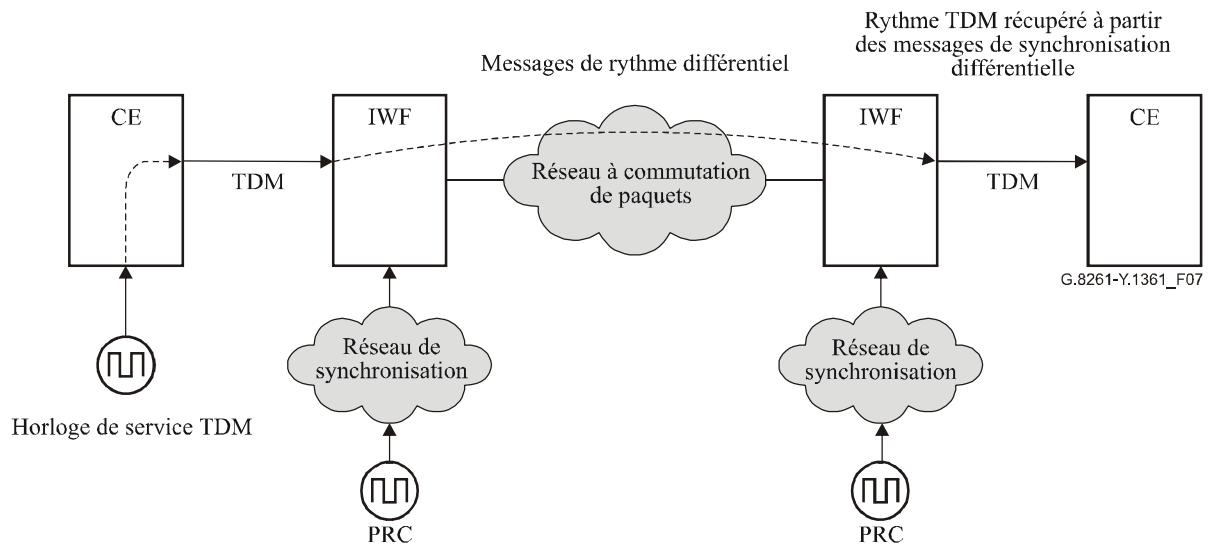 Rythme TDM récupéré à partir
des messages de synchronisation
différentielle
Messages de rythme différentiel
CE
IWF
IWF
CE
TDM
Réseau à commutation
de paquets
TDM
G.8261-Y.1361_F07
Réseau de
synchronisation
Réseau de
synchronisation
Horloge de service TDM
PRC
PRC